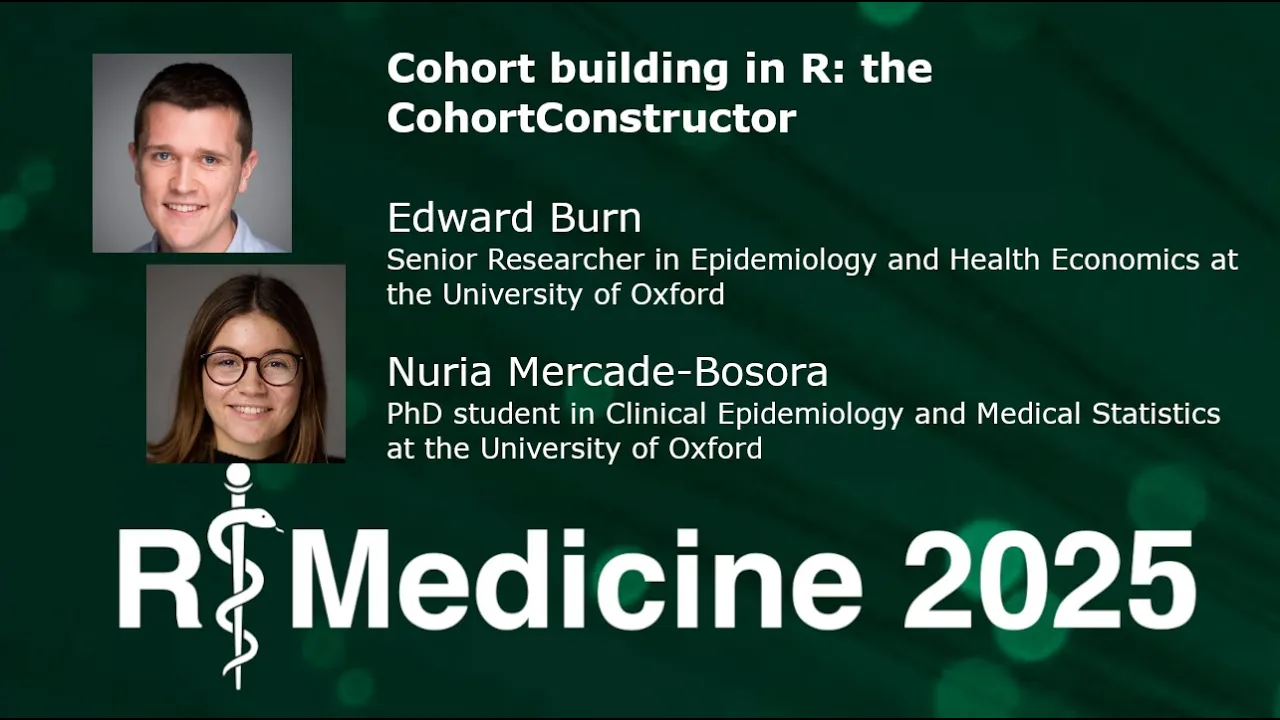 Cohort building in R: the
CohortConstructor
Edward Burn
Senior Researcher in Epidemiology and Health Economics at
the University of Oxford
Nuria Mercade-Bosora
PhD student in Clinical Epidemiology and Medical Statistics
at the University of Oxford
R Medicine 2025